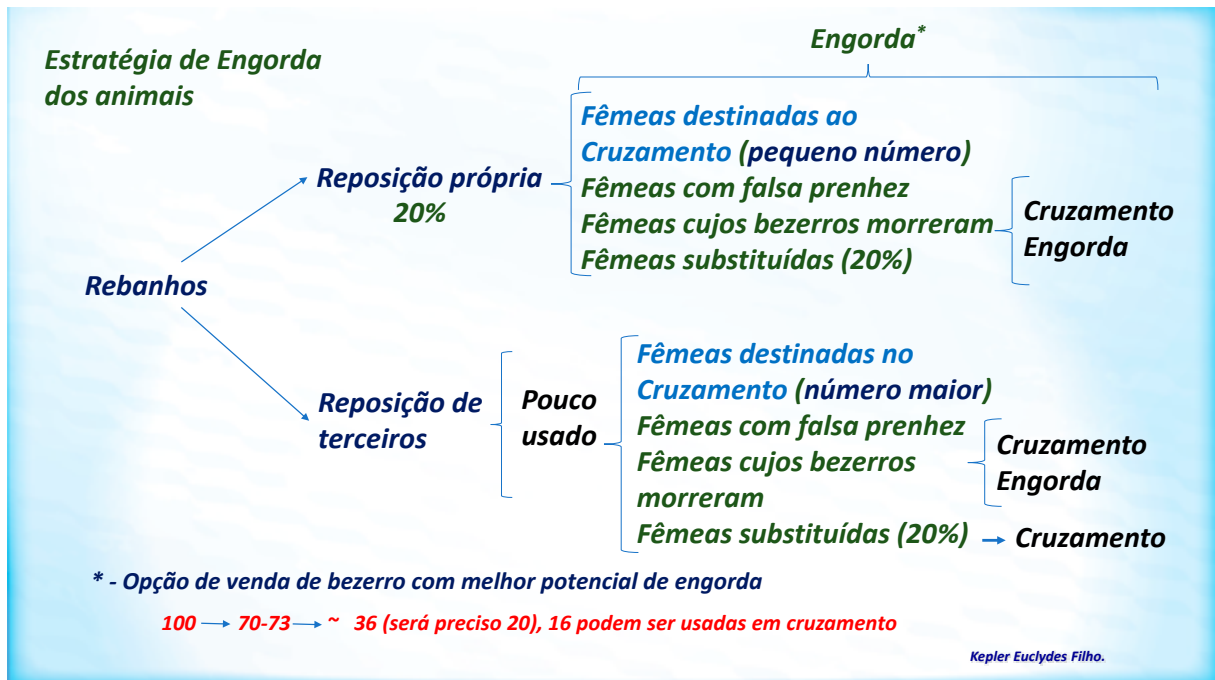 Estratégia de Engorda
dos animais
Engorda*
Rebanhos
Reposição própria
20%
Fêmeas destinadas ao
Cruzamento (pequeno número)
Fêmeas com falsa prenhez
Fêmeas cujos bezerros morreram
Fêmeas substituídas (20%)
Cruzamento
Engorda
Reposição de
terceiros
Pouco
usado
Fêmeas destinadas no
Cruzamento (número maior)
Fêmeas com falsa prenhez
Fêmeas cujos bezerros
morreram
Fêmeas substituídas (20%)
Cruzamento
Engorda
Cruzamento
* - Opção de venda de bezerro com melhor potencial de engorda
100 → 70-73 → ~ 36 (será preciso 20), 16 podem ser usadas em cruzamento
Kepler Euclydes Filho.